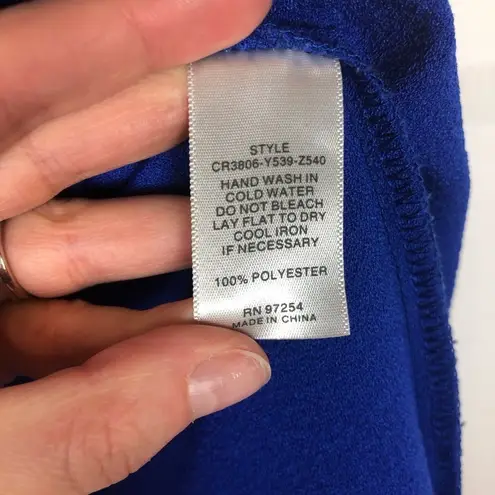 STYLE
CR3806-Y539-Z540
HAND WASH IN
COLD WATER
DO NOT BLEACH
LAY FLAT TO DRY
COOL IRON
IF NECESSARY
100% POLYESTER
RN 97254
MADE IN CHINA